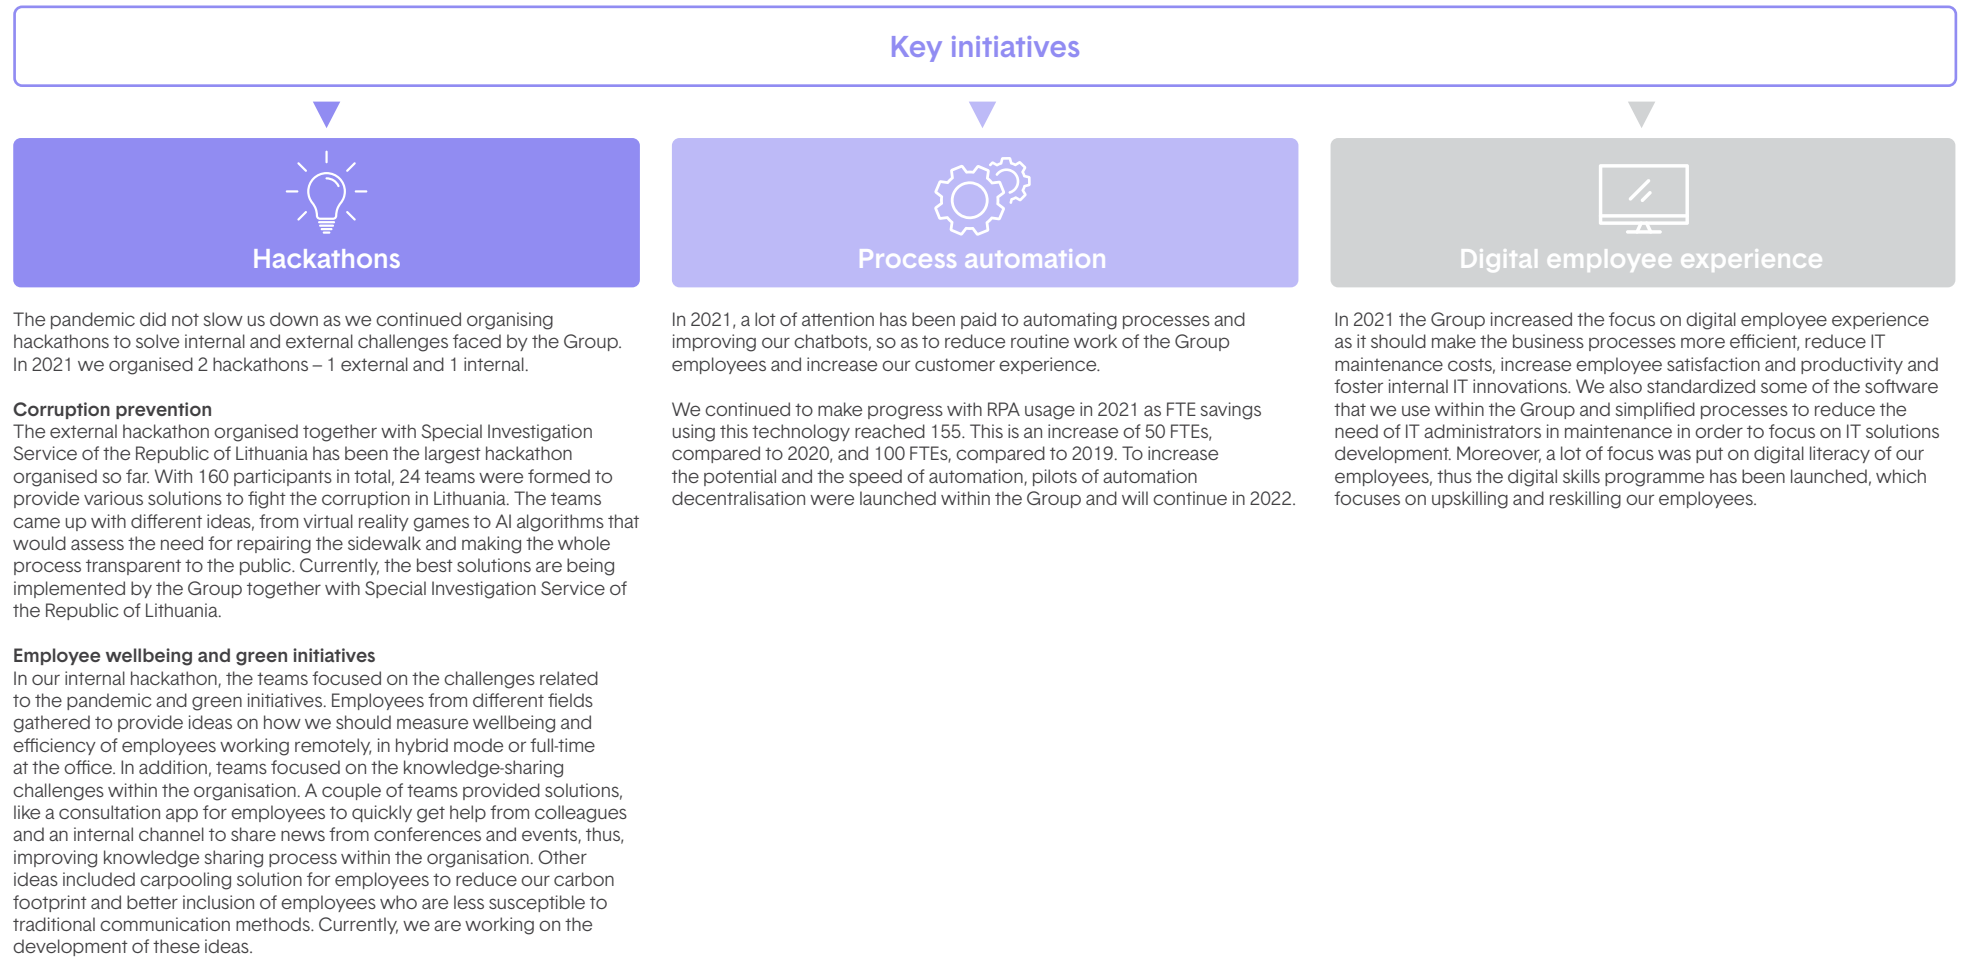 Key initiatives
Hackathons
The pandemic did not slow us down as we continued organising
hackathons to solve internal and external challenges faced by the Group.
In 2021 we organised 2 hackathons – 1 external and 1 internal.
Corruption prevention
The external hackathon organised together with Special Investigation
Service of the Republic of Lithuania has been the largest hackathon
organised so far. With 160 participants in total, 24 teams were formed to
provide various solutions to fight the corruption in Lithuania. The teams
came up with different ideas, from virtual reality games to AI algorithms that
would assess the need for repairing the sidewalk and making the whole
process transparent to the public. Currently, the best solutions are being
implemented by the Group together with Special Investigation Service of
the Republic of Lithuania.
Employee wellbeing and green initiatives
In our internal hackathon, the teams focused on the challenges related
to the pandemic and green initiatives. Employees from different fields
gathered to provide ideas on how we should measure wellbeing and
efficiency of employees working remotely, in hybrid mode or full-time
at the office. In addition, teams focused on the knowledge-sharing
challenges within the organisation. A couple of teams provided solutions,
like a consultation app for employees to quickly get help from colleagues
and an internal channel to share news from conferences and events, thus,
improving knowledge sharing process within the organisation. Other
ideas included carpooling solution for employees to reduce our carbon
footprint and better inclusion of employees who are less susceptible to
traditional communication methods. Currently, we are working on the
development of these ideas.
Process automation
In 2021, a lot of attention has been paid to automating processes and
improving our chatbots, so as to reduce routine work of the Group
employees and increase our customer experience.
We continued to make progress with RPA usage in 2021 as FTE savings
using this technology reached 155. This is an increase of 50 FTEs,
compared to 2020, and 100 FTEs, compared to 2019. To increase
the potential and the speed of automation, pilots of automation
decentralisation were launched within the Group and will continue in 2022.
Digital employee experience
In 2021 the Group increased the focus on digital employee experience
as it should make the business processes more efficient, reduce IT
maintenance costs, increase employee satisfaction and productivity and
foster internal IT innovations. We also standardized some of the software
that we use within the Group and simplified processes to reduce the
need of IT administrators in maintenance in order to focus on IT solutions
development. Moreover, a lot of focus was put on digital literacy of our
employees, thus the digital skills programme has been launched, which
focuses on upskilling and reskilling our employees.